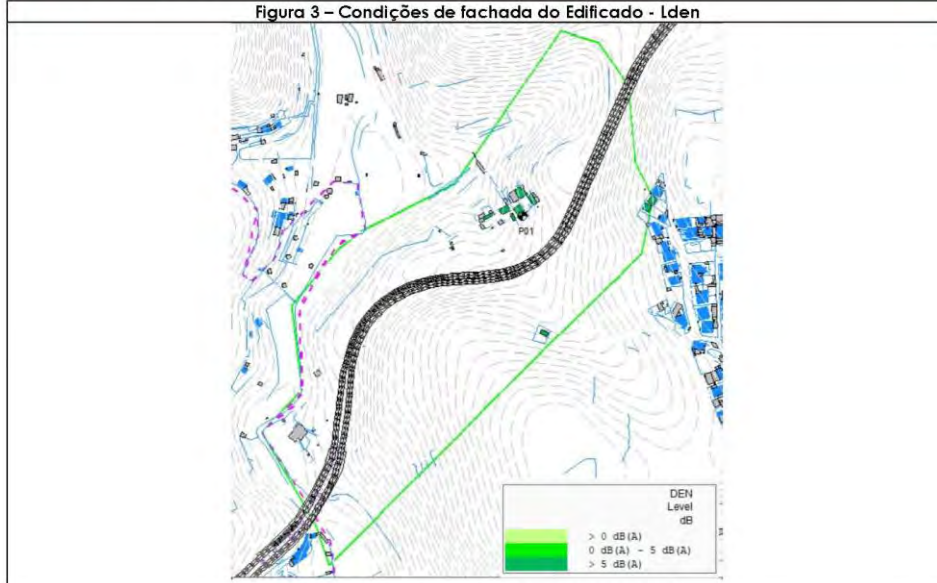 Figura 3 – Condições de fachada do Edificado - Lden
P01
DEN
Level
dB
> 0 dB(A)
0 dB(A) - 5 dB(A)
> 5 dB(A)